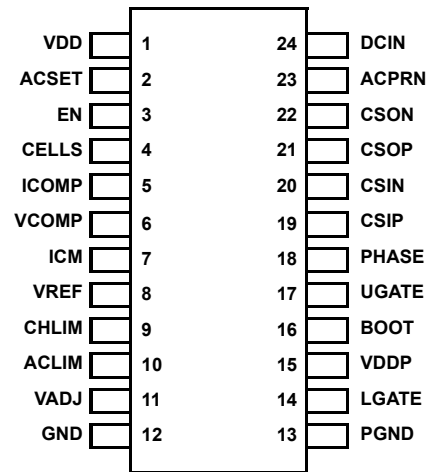 VDD 1 24 DCIN
ACSET 2 23 ACPRN
EN 3 22 CSON
CELLS 4 21 CSOP
ICOMP 5 20 CSIN
VCOMP 6 19 CSIP
ICM 7 18 PHASE
VREF 8 17 UGATE
CHLIM 9 16 BOOT
ACLIM 10 15 VDDP
VADJ 11 14 LGATE
GND 12 13 PGND